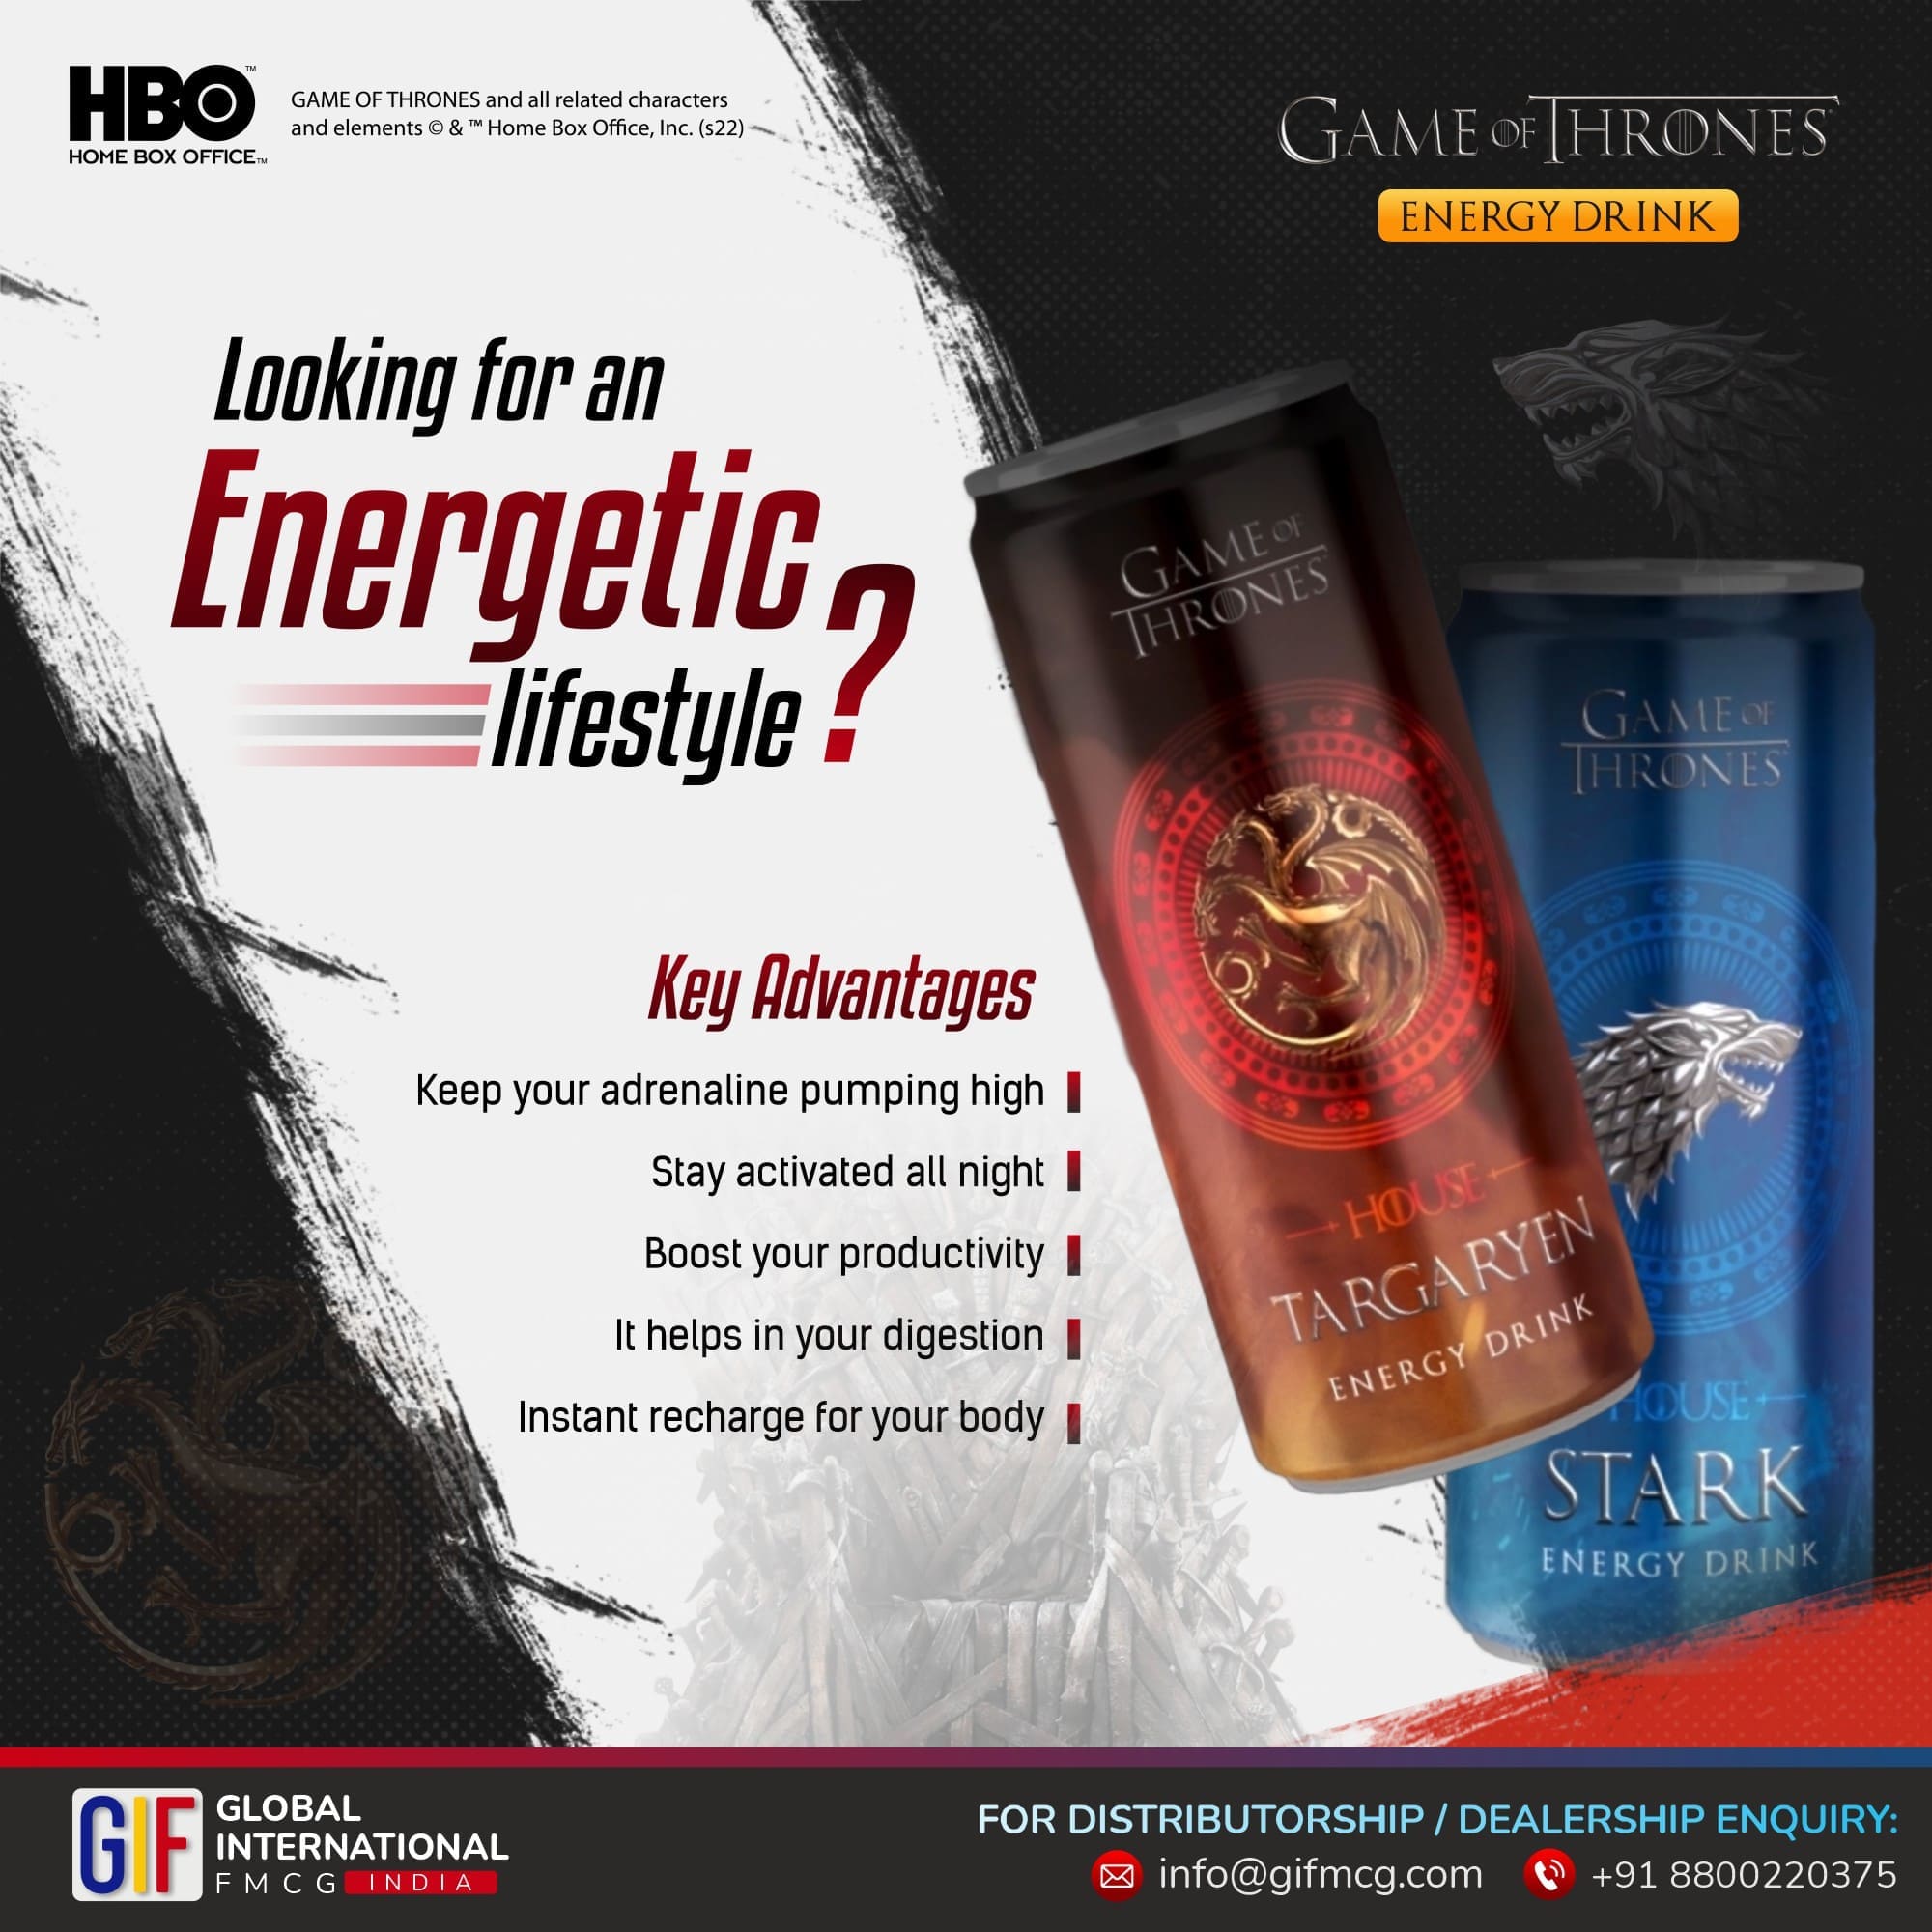 HBO™
HOME BOX OFFICE™
GAME OF THRONES and all related characters
and elements © & ™ Home Box Office, Inc. (s22)
GAME OF THRONES
ENERGY DRINK
Looking for an
Energetic
lifestyle?
Key Advantages
Keep your adrenaline pumping high
Stay activated all night
Boost your productivity
It helps in your digestion
Instant recharge for your body
GAME OF
THRONES
HOUSE
TARGARYEN
ENERGY DRINK
GAME OF
THRONES
HOUSE
STARK
ENERGY DRINK
GIF
GLOBAL
INTERNATIONAL
FMCG INDIA
FOR DISTRIBUTORSHIP / DEALERSHIP ENQUIRY:
info@gifmcg.com
+91 8800220375